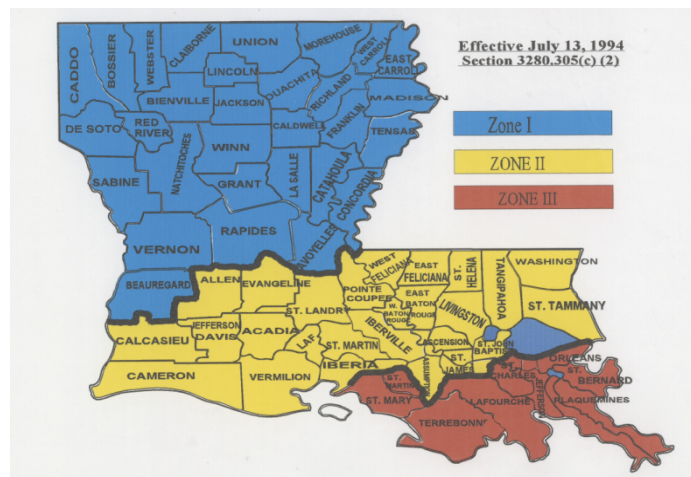 Effective July 13, 1994
Section 3280.305(c) (2)
Zone I
ZONE II
ZONE III
CADDO
BOSSIER
WEBSTER
CLAIBORNE
UNION
MOREHOUSE
WEST
CARROLL
EAST
CARROLL
LINCOLN
OUACHITA
RICHLAND
MADISON
BIENVILLE
JACKSON
DE SOTO
RED
RIVER
CALDWELL
FRANKLIN
TENSAS
WINN
NATCHITOCHES
SABINE
GRANT
LA SALLE
CATAHOULA
CONCORDIA
VERNON
RAPIDES
AVOYELLES
BEAUREGARD
ALLEN
EVANGELINE
ST. LANDRY
POINTE
COUPEE
WEST
FELICIANA
EAST
FELICIANA
ST.
HELENA
TANGIPAHOA
WASHINGTON
ST. TAMMANY
W.
BATON
ROUGE
EAST
BATON
ROUGE
LIVINGSTON
CALCASIEU
JEFFERSON
DAVIS
ACADIA
LAF.
ST. MARTIN
IBERVILLE
ASCENSION
ST. JOHN
BAPTIST
CAMERON
VERMILION
IBERIA
ASSUMPTION
ST.
JAMES
ST.
MARTIN
ST. MARY
TERREBONNE
LAFOURCHE
ST.
CHARLES
JEFFERSON
ORLEANS
ST.
BERNARD
PLAQUEMINES